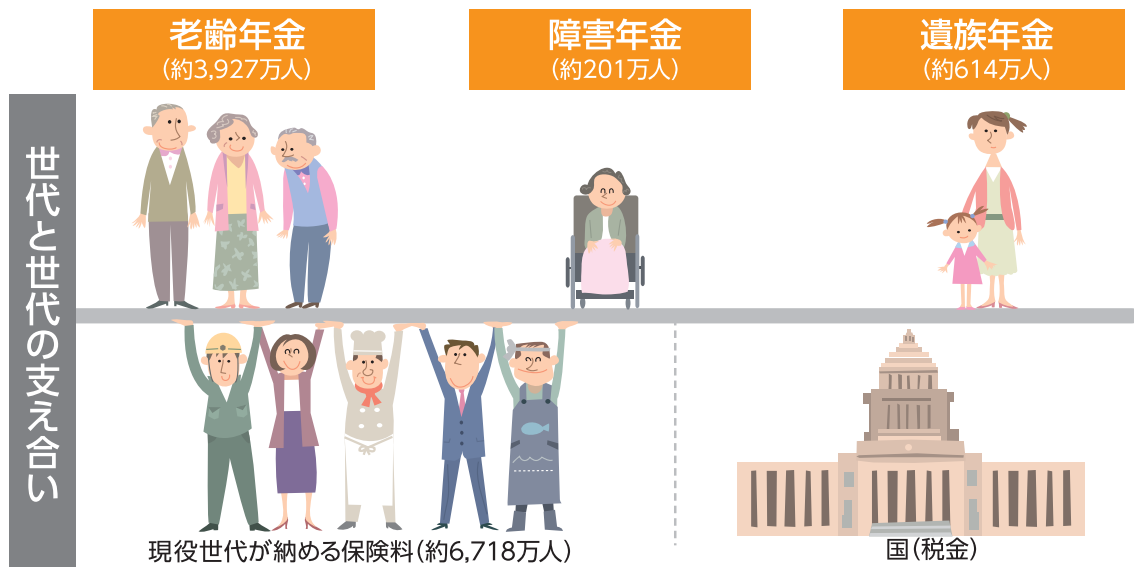 老齢年金
(約3,927万人)
障害年金
(約201万人)
遺族年金
(約614万人)
世代と世代の支え合い
現役世代が納める保険料(約6,718万人)
国(税金)